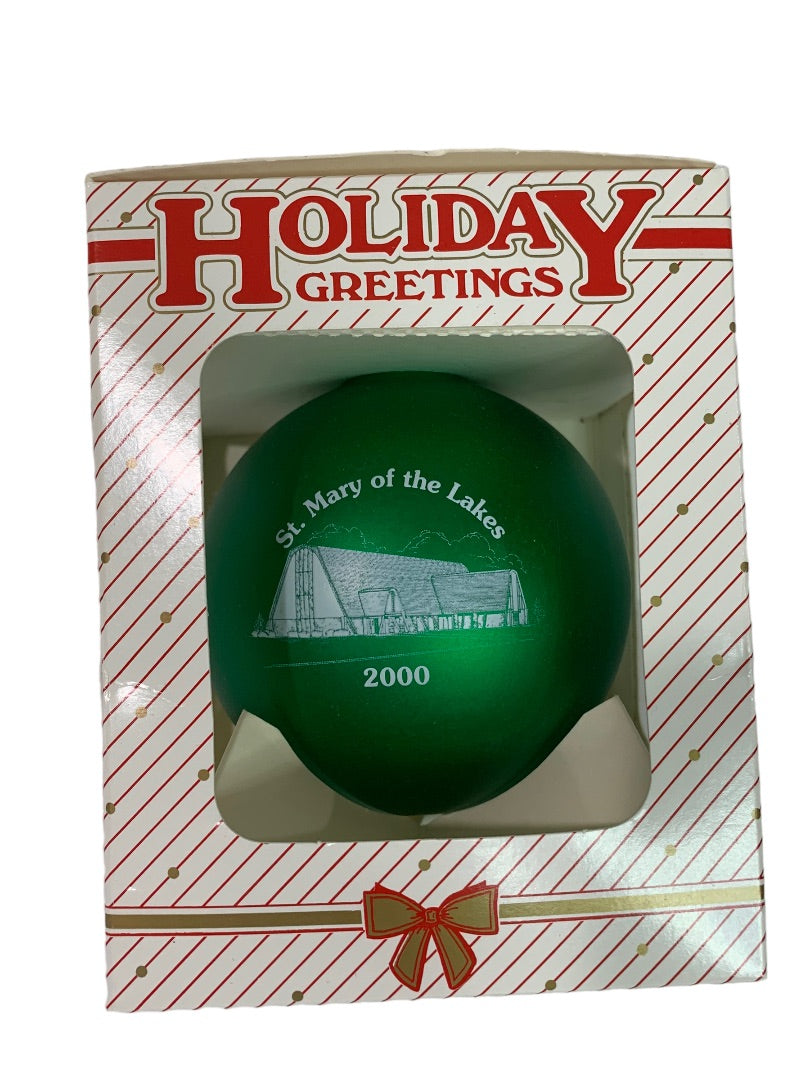 HOLIDAY
GREETINGS
St. Mary of the Lakes
2000